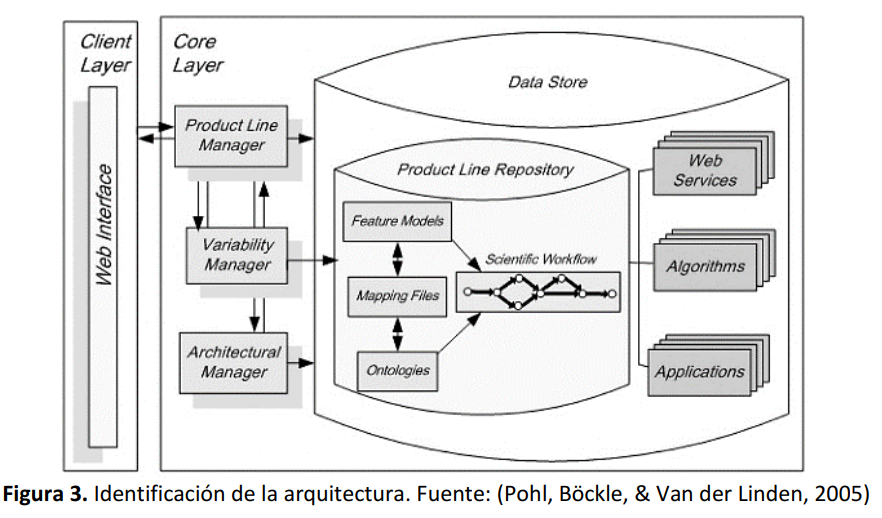 Client
Layer
Web Interface
Core
Layer
Product Line
Manager
Variability
Manager
Architectural
Manager
Data Store
Product Line Repository
Feature Models
Mapping Files
Ontologies
Scientific Workflow
Web
Services
Algorithms
Applications
Figura 3. Identificación de la arquitectura. Fuente: (Pohl, Böckle, & Van der Linden, 2005)